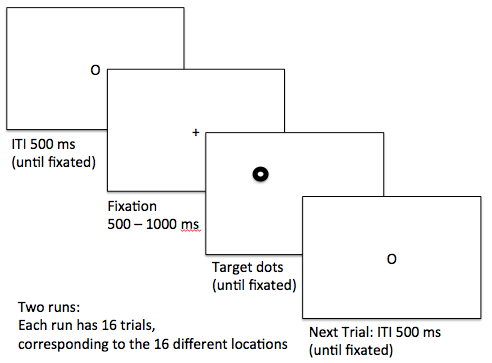 O
ITI 500 ms
(until fixated)
+
Fixation
500 – 1000 ms
Target dots
(until fixated)
O
Next Trial: ITI 500 ms
(until fixated)
Two runs:
Each run has 16 trials,
corresponding to the 16 different locations